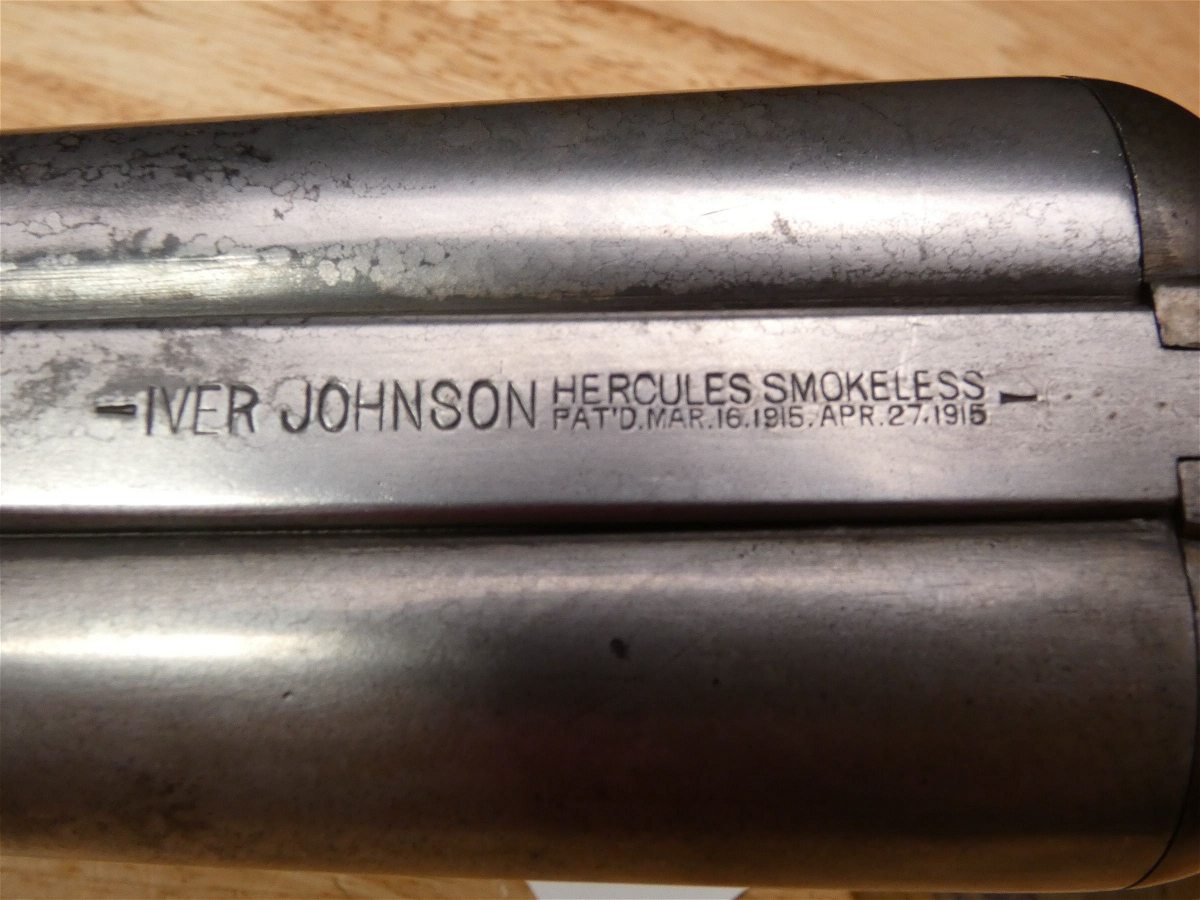 IVER JOHNSON
HERCULES SMOKELESS
PAT'D. MAR. 16. 1915. APR. 27. 1915